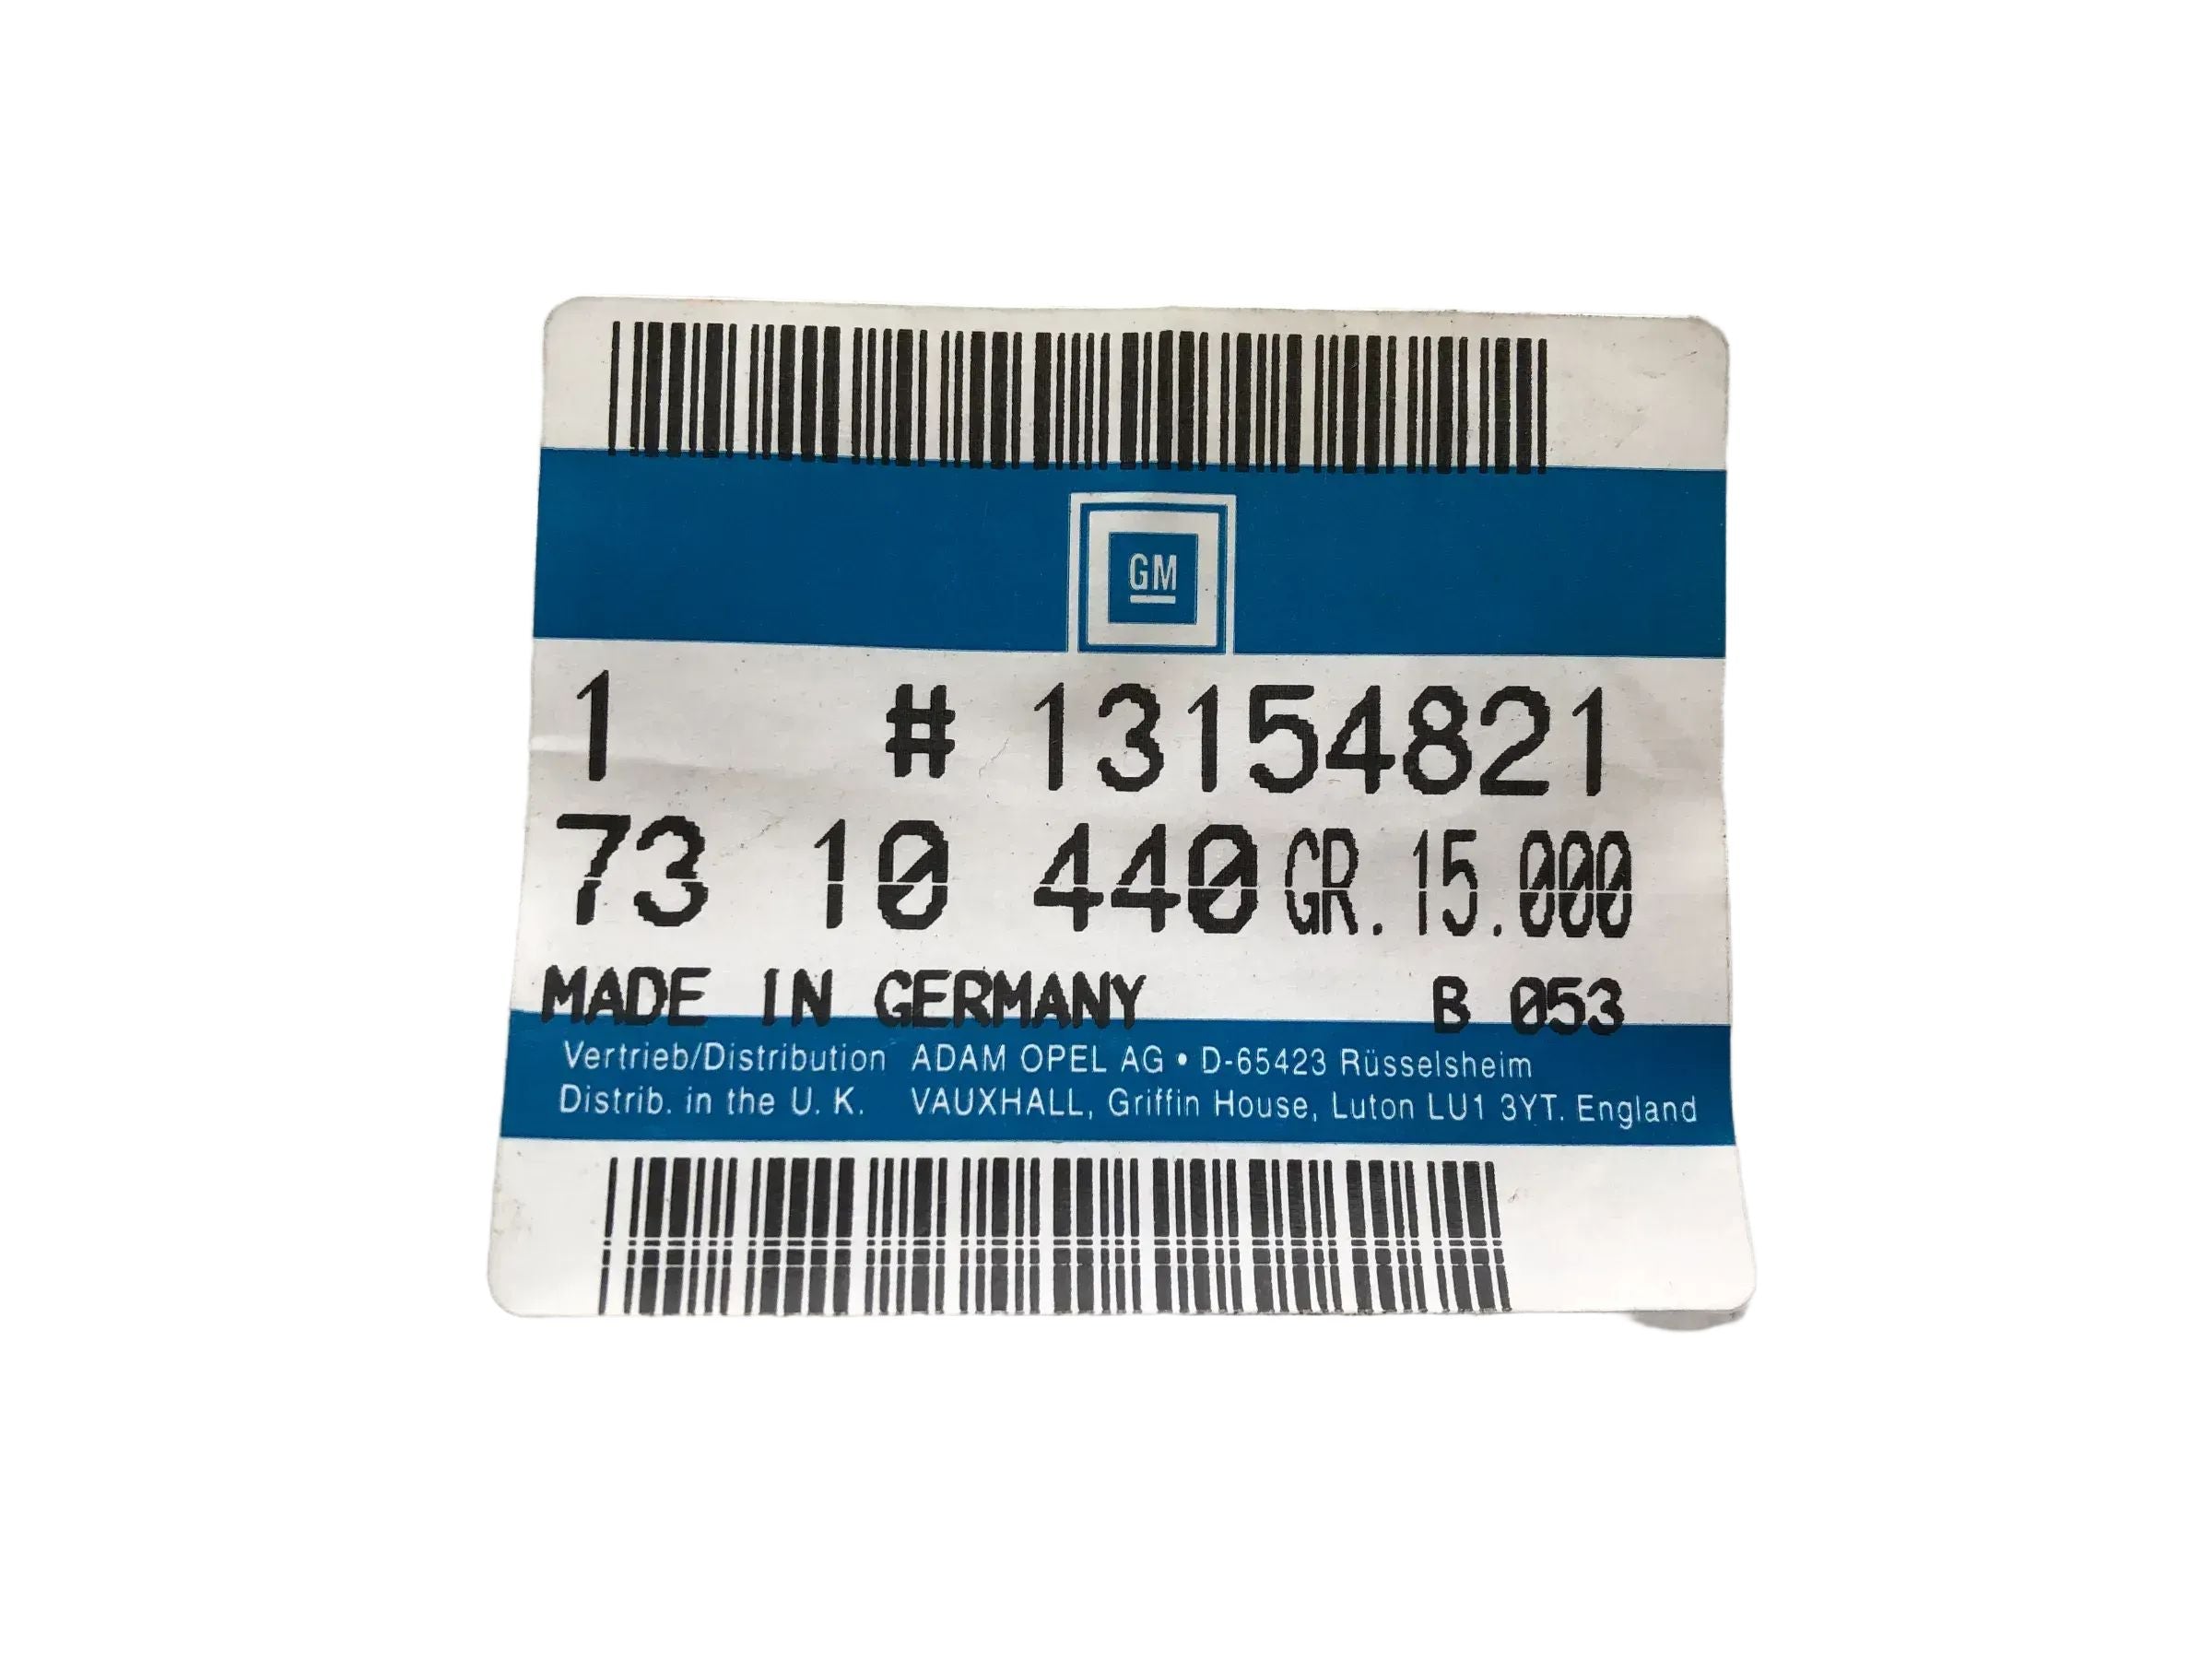 GM
1 # 13154821
73 10 440 GR. 15.000
MADE IN GERMANY B 053
Vertrieb/Distribution ADAM OPEL AG • D-65423 Rüsselsheim
Distrib. in the U. K. VAUXHALL, Griffin House, Luton LU1 3YT. England